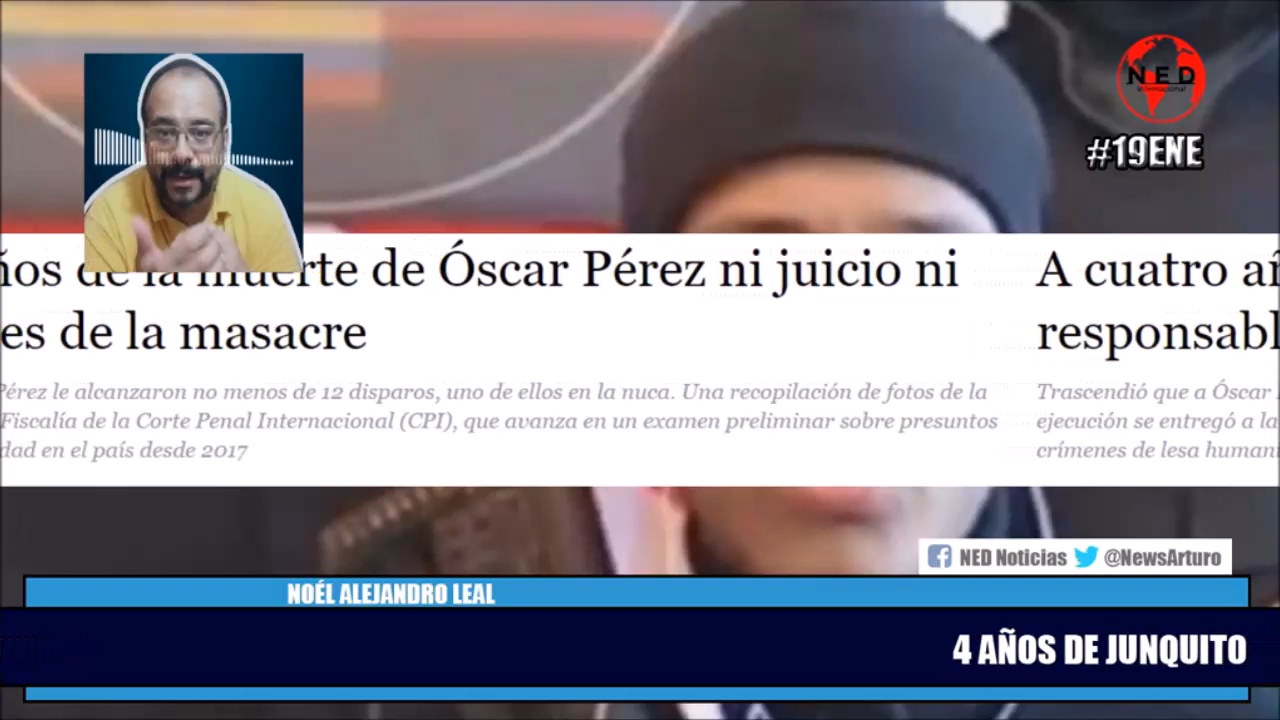 NED
internacional
#19ENE
ños de la muerte de Óscar Pérez ni juicio ni
es de la masacre
Pérez le alcanzaron no menos de 12 disparos, uno de ellos en la nuca. Una recopilación de fotos de la
Fiscalía de la Corte Penal Internacional (CPI), que avanza en un examen preliminar sobre presuntos
dad en el país desde 2017
A cuatro añ
responsabl
Trascendió que a Óscar
ejecución se entregó a la
crímenes de lesa humani
NED Noticias @NewsArturo
NOÉL ALEJANDRO LEAL
4 AÑOS DE JUNQUITO